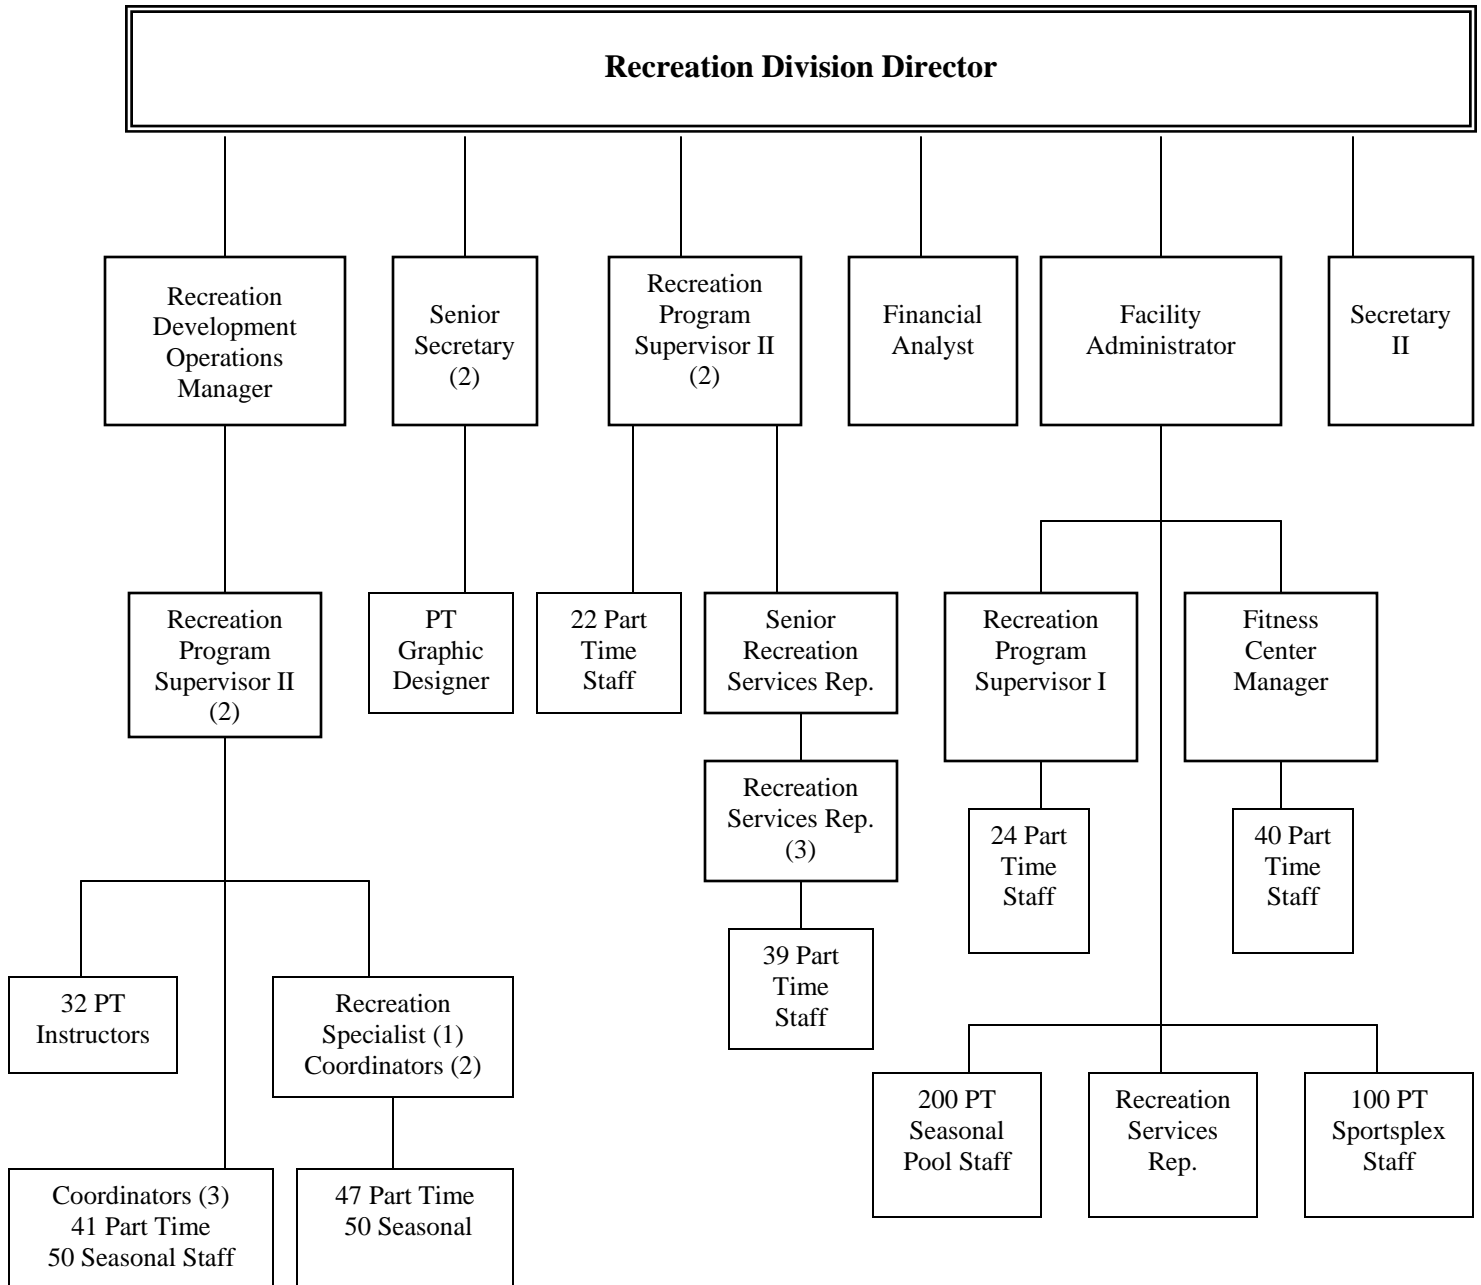 Recreation Division Director
Recreation
Development
Operations
Manager
Senior
Secretary
(2)
Recreation
Program
Supervisor II
(2)
Financial
Analyst
Facility
Administrator
Secretary
II
Recreation
Program
Supervisor II
(2)
PT
Graphic
Designer
22 Part
Time
Staff
Senior
Recreation
Services Rep.
Recreation
Program
Supervisor I
Fitness
Center
Manager
Recreation
Services Rep.
(3)
24 Part
Time
Staff
40 Part
Time
Staff
39 Part
Time
Staff
32 PT
Instructors
Recreation
Specialist (1)
Coordinators (2)
200 PT
Seasonal
Pool Staff
Recreation
Services
Rep.
100 PT
Sportsplex
Staff
Coordinators (3)
41 Part Time
50 Seasonal Staff
47 Part Time
50 Seasonal